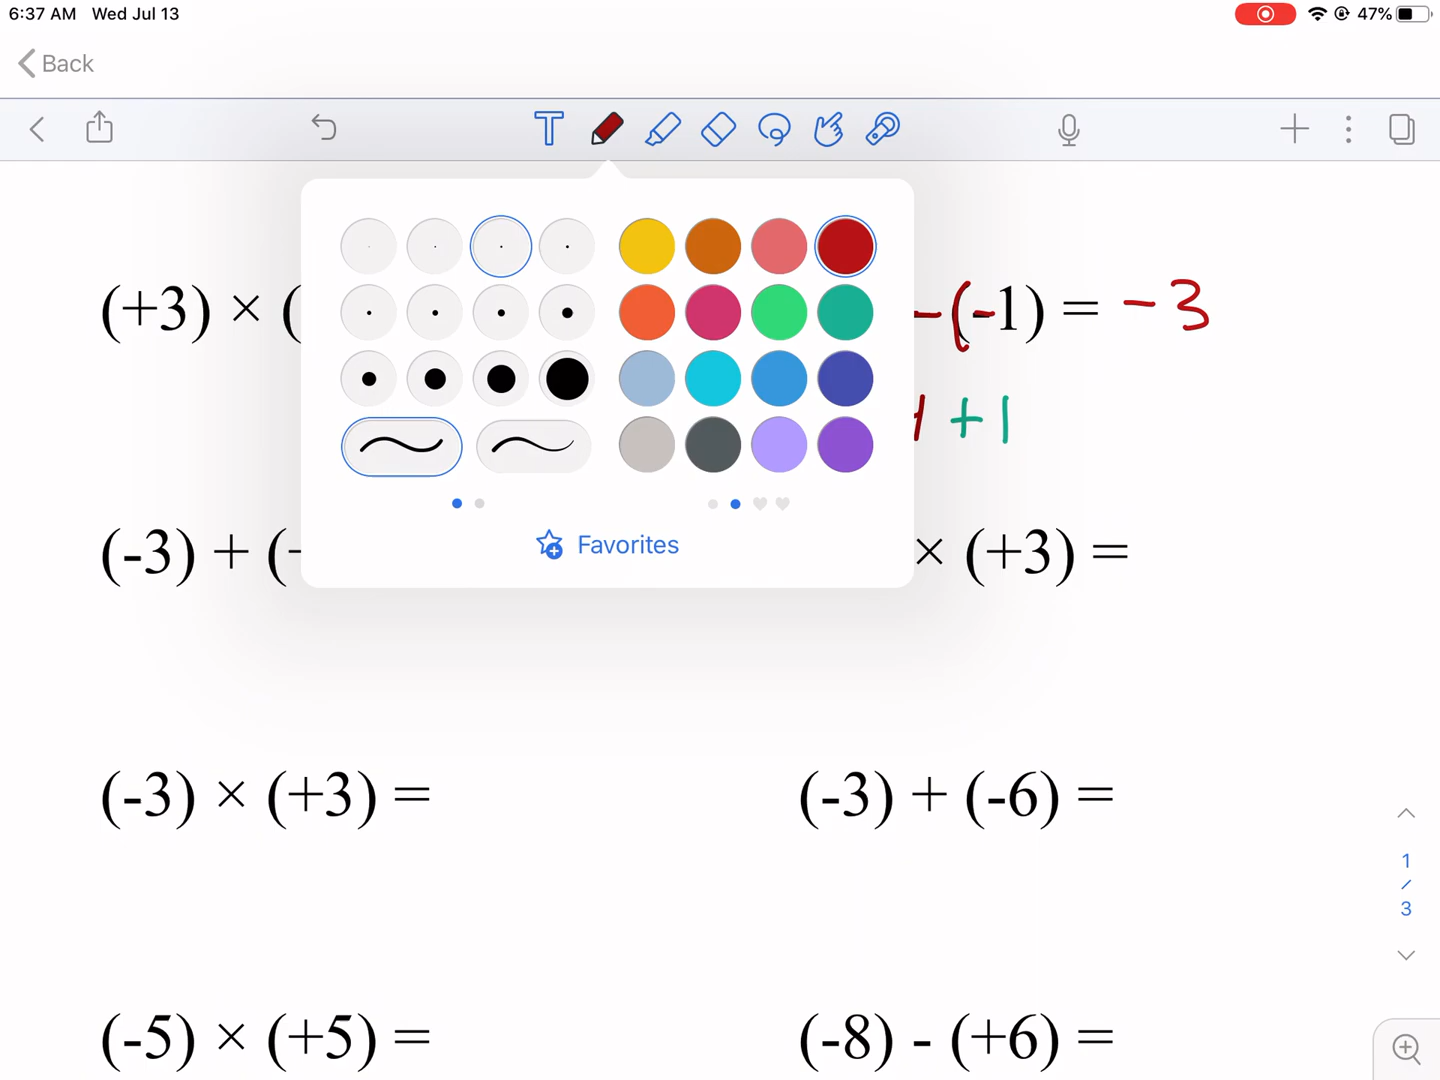 6:37 AM Wed Jul 13
47%
Back
T
(+3) × (
- (-1) = -3
+1
(-3) + (-
× (+3) =
Favorites
(-3) × (+3) =
(-3) + (-6) =
1
/
3
(-5) × (+5) =
(-8) - (+6) =